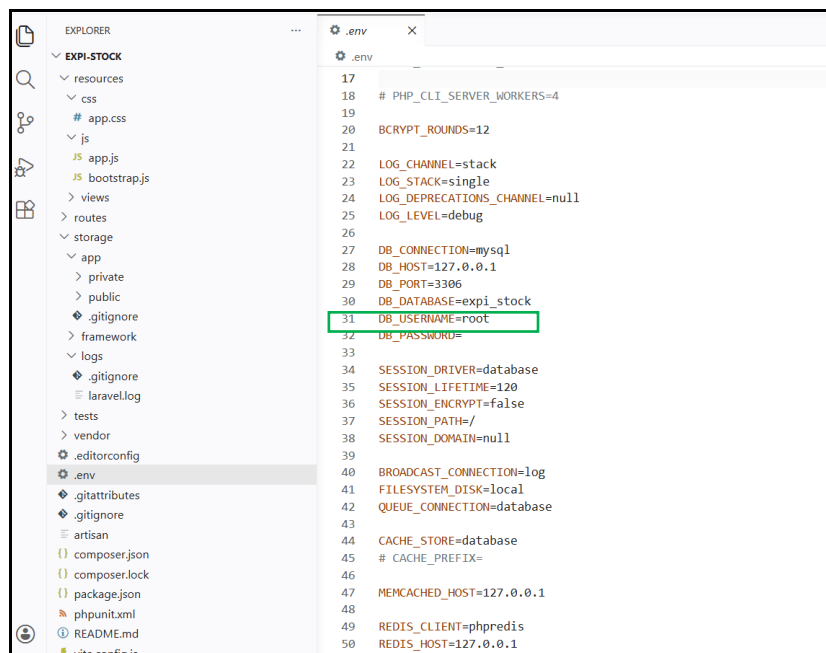 EXPLORER
EXPI-STOCK
resources
css
# app.css
js
JS app.js
JS bootstrap.js
views
routes
storage
app
private
public
.gitignore
framework
logs
.gitignore
laravel.log
tests
vendor
.editorconfig
.env
.gitattributes
.gitignore
artisan
{} composer.json
{} composer.lock
{} package.json
phpunit.xml
README.md
.env
.env
17
18 # PHP_CLI_SERVER_WORKERS=4
19
20 BCRYPT_ROUNDS=12
21
22 LOG_CHANNEL=stack
23 LOG_STACK=single
24 LOG_DEPRECATIONS_CHANNEL=null
25 LOG_LEVEL=debug
26
27 DB_CONNECTION=mysql
28 DB_HOST=127.0.0.1
29 DB_PORT=3306
30 DB_DATABASE=expi_stock
31 DB_USERNAME=root
32 DB_PASSWORD=
33
34 SESSION_DRIVER=database
35 SESSION_LIFETIME=120
36 SESSION_ENCRYPT=false
37 SESSION_PATH=/
38 SESSION_DOMAIN=null
39
40 BROADCAST_CONNECTION=log
41 FILESYSTEM_DISK=local
42 QUEUE_CONNECTION=database
43
44 CACHE_STORE=database
45 # CACHE_PREFIX=
46
47 MEMCACHED_HOST=127.0.0.1
48
49 REDIS_CLIENT=phpredis
50 REDIS_HOST=127.0.0.1